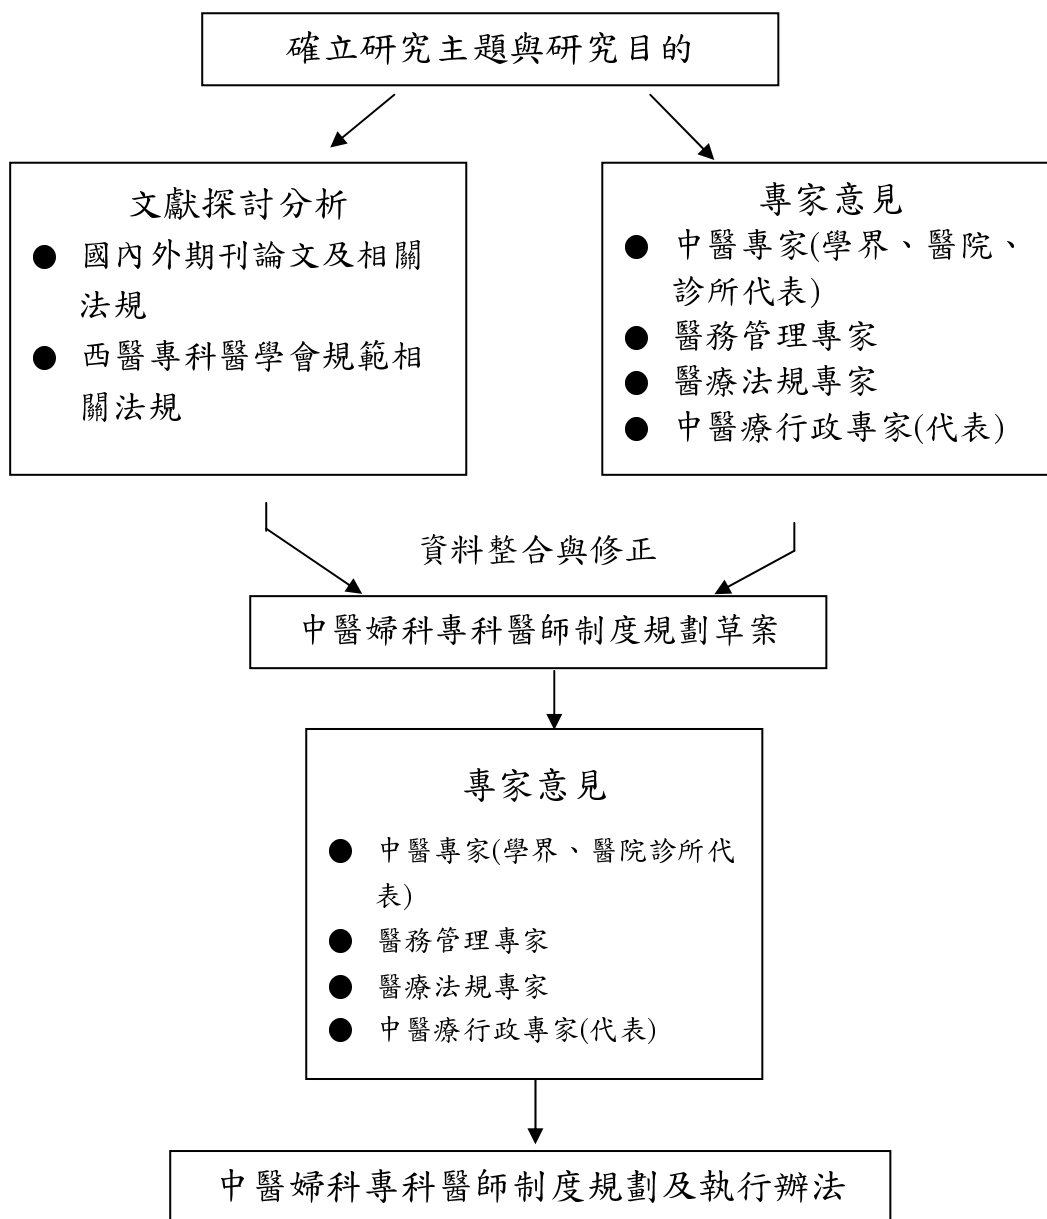 確立研究主題與研究目的
文獻探討分析
● 國內外期刊論文及相關
法規
● 西醫專科醫學會規范相
關法規
專家意見
● 中醫專家(學界、醫院、
診所代表)
● 醫務管理專家
● 醫療法規專家
● 中醫療行政專家(代表)
資料整合與修正
中醫婦科專科醫師制度規劃草案
專家意見
● 中醫專家(學界、醫院診所代
表)
● 醫務管理專家
● 醫療法規專家
● 中醫療行政專家(代表)
中醫婦科專科醫師制度規劃及執行辦法